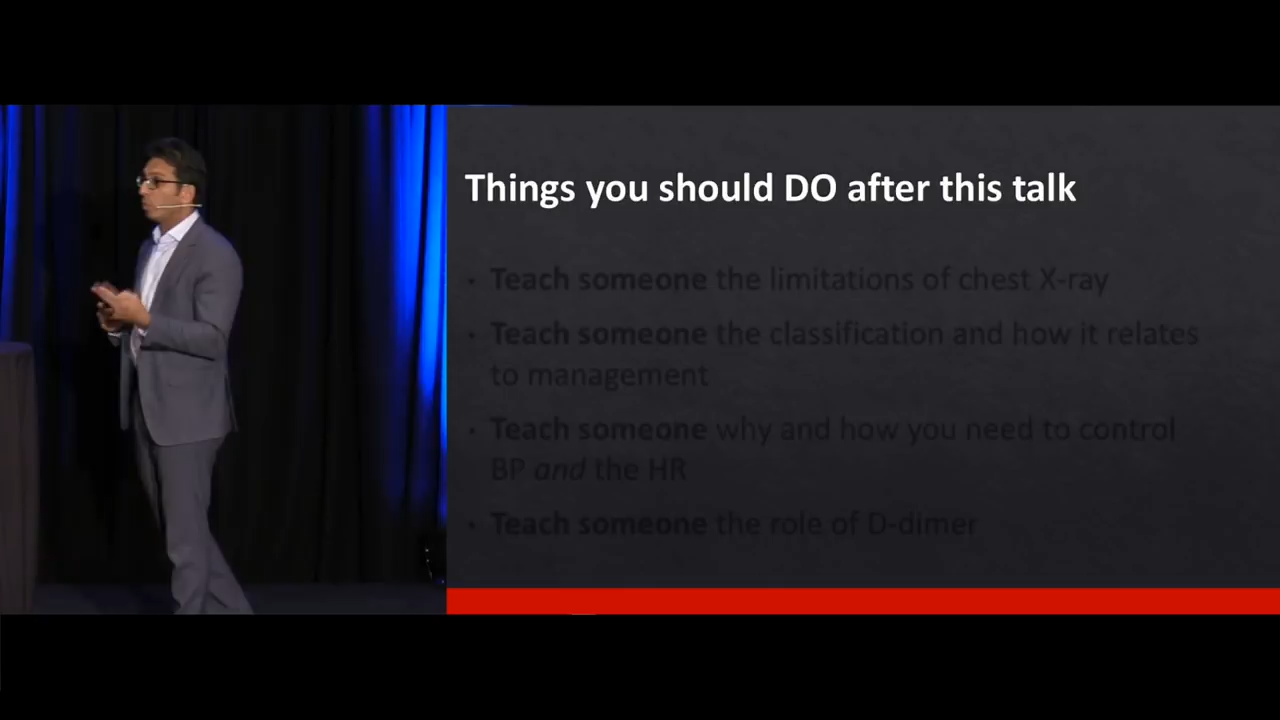 Things you should DO after this talk
• Teach someone the limitations of chest X-ray
• Teach someone the classification and how it relates
to management
• Teach someone why and how you need to control
BP and the HR
• Teach someone the role of D-dimer